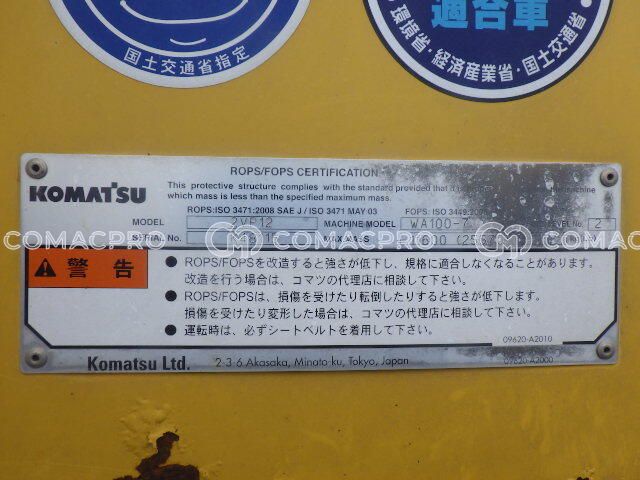 国土交通省指定
適合車
環境省・経済産業省・国土交通省
ROPS/FOPS CERTIFICATION
KOMATSU
This protective structure complies with the standard provided that it is machine
which mass is less than the specified maximum mass.
ROPS:ISO 3471:2008 SAE J / ISO 3471 MAY 03 FOPS: ISO 3449:
MODEL MACHINE MODEL WA100-7 LEVEL No. 2
SERIAL No. MAX MASS
COMACPRO COMACPRO COMACPRO COMACPRO
警告
● ROPS/FOPSを改造すると強さが低下し、規格に適合しなくなることがあります。
改造を行う場合は、コマツの代理店に相談して下さい。
● ROPS/FOPSは、損傷を受けたり転倒したりすると強さが低下します。
損傷を受けたり変形した場合は、コマツの代理店に相談して下さい。
● 運転時は、必ずシートベルトを着用して下さい。
09620-A2010
Komatsu Ltd. 2-3-6 Akasaka, Minato-ku, Tokyo, Japan
09620-A2000